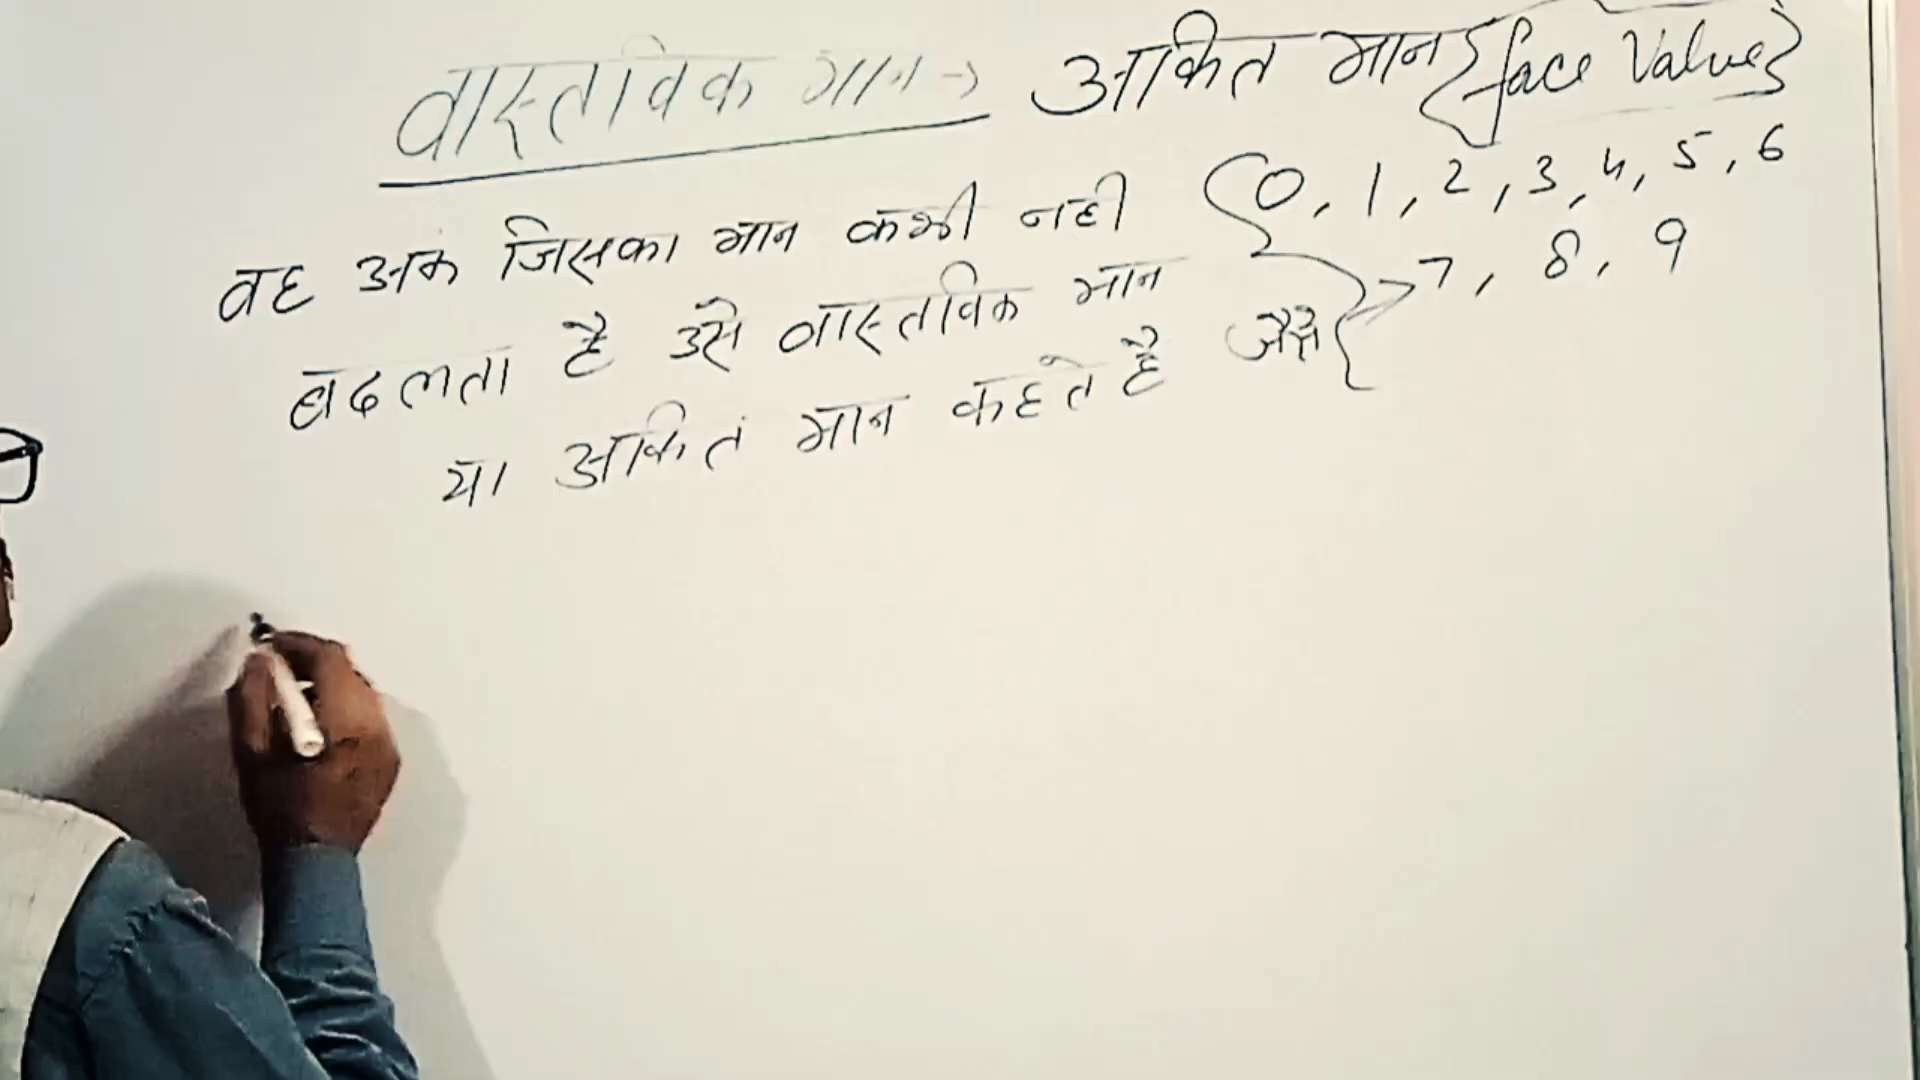 वास्तविक मान → अंकित मान {face Value}
वह अंक जिसका मान कभी नही {0, 1, 2, 3, 4, 5, 6
बदलता है उसे वास्तविक मान → 7, 8, 9
या अंकित मान कहते है जैसे